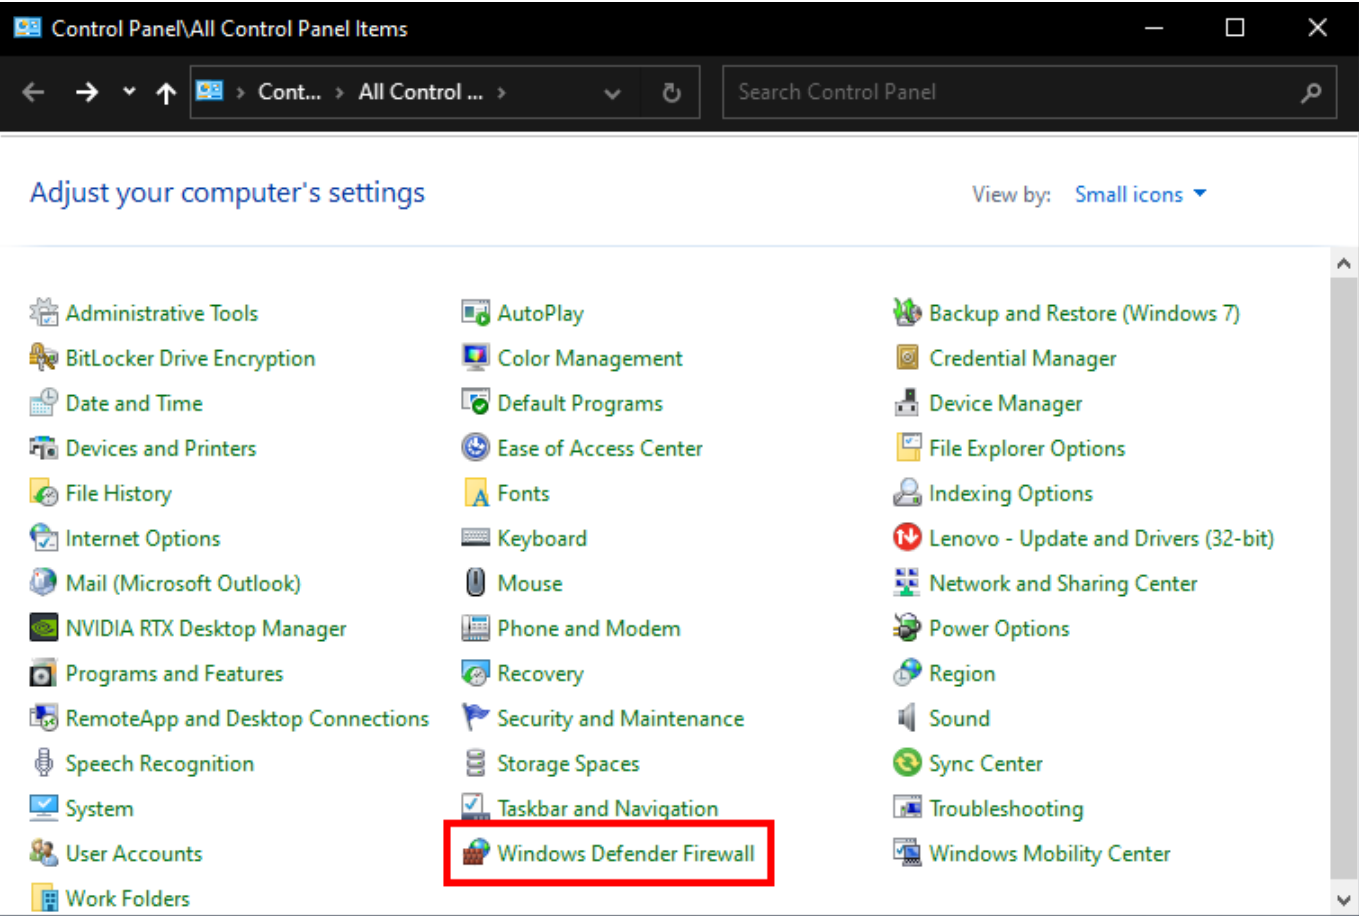 Control Panel\All Control Panel Items
Cont... > All Control ... >
Search Control Panel
Adjust your computer's settings
View by: Small icons
Administrative Tools
AutoPlay
Backup and Restore (Windows 7)
BitLocker Drive Encryption
Color Management
Credential Manager
Date and Time
Default Programs
Device Manager
Devices and Printers
Ease of Access Center
File Explorer Options
File History
Fonts
Indexing Options
Internet Options
Keyboard
Lenovo - Update and Drivers (32-bit)
Mail (Microsoft Outlook)
Mouse
Network and Sharing Center
NVIDIA RTX Desktop Manager
Phone and Modem
Power Options
Programs and Features
Recovery
Region
RemoteApp and Desktop Connections
Security and Maintenance
Sound
Speech Recognition
Storage Spaces
Sync Center
System
Taskbar and Navigation
Troubleshooting
User Accounts
Windows Defender Firewall
Windows Mobility Center
Work Folders